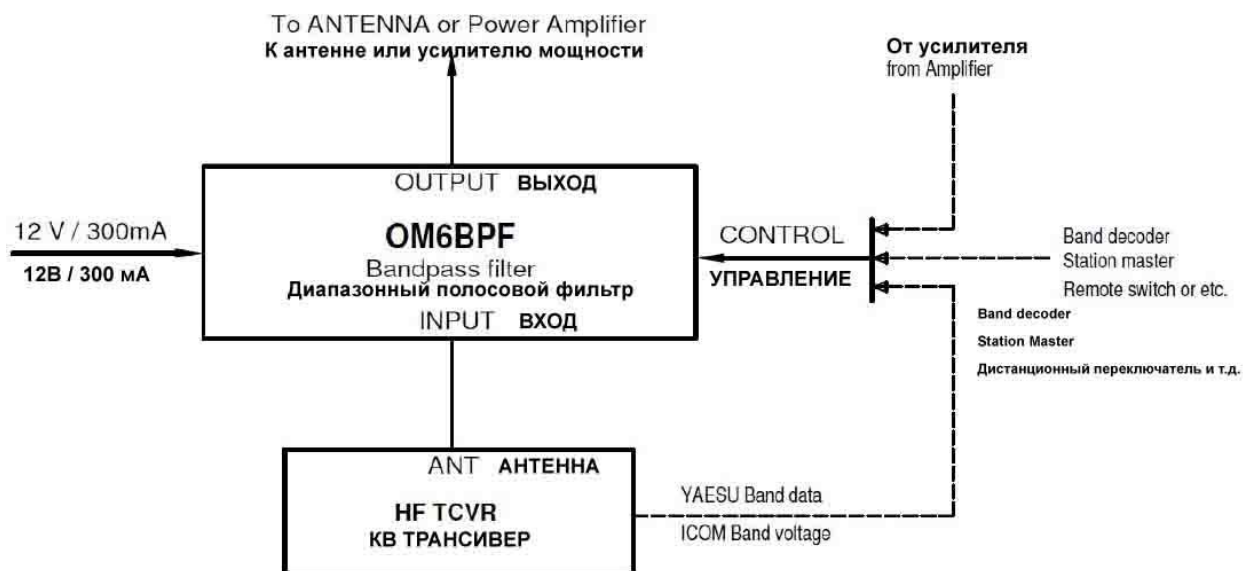 To ANTENNA or Power Amplifier
К антенне или усилителю мощности
От усилителя
from Amplifier
OUTPUT ВЫХОД
12 V / 300mA
12В / 300 мА
OM6BPF
Bandpass filter
Диапазонный полосовой фильтр
INPUT ВХОД
CONTROL
УПРАВЛЕНИЕ
Band decoder
Station master
Remote switch or etc.
Band decoder
Station Master
Дистанционный переключатель и т.д.
ANT АНТЕННА
HF TCVR
КВ ТРАНСИВЕР
YAESU Band data
ICOM Band voltage